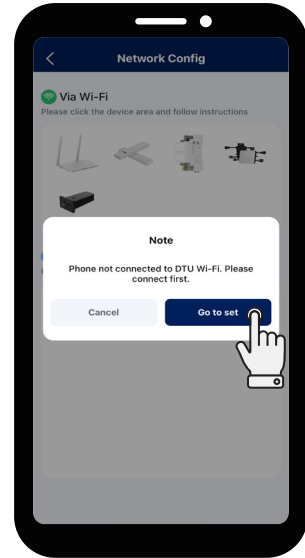 Network Config
Via Wi-Fi
Please click the device area and follow instructions
Note
Phone not connected to DTU Wi-Fi. Please
connect first.
Cancel
Go to set